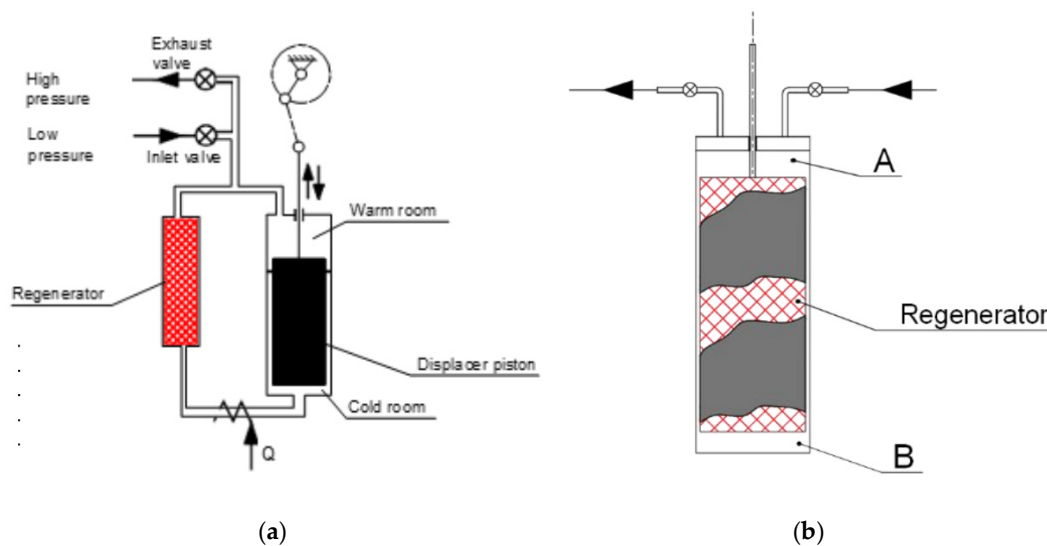 Exhaust
valve
High
pressure
Low
pressure
Inlet valve
Warm room
Regenerator
Displacer piston
Cold room
Q
(a)
A
Regenerator
B
(b)